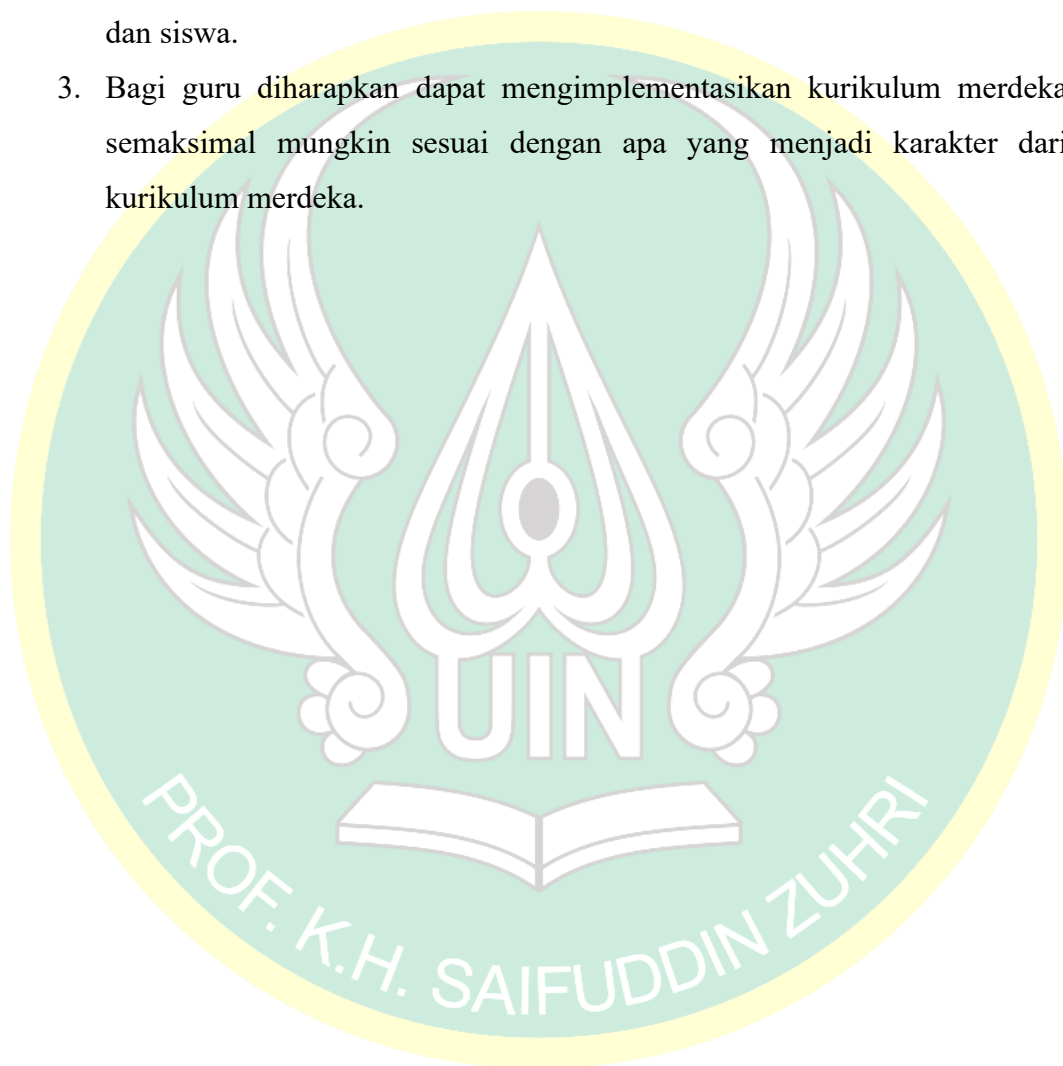 dan siswa.
3. Bagi guru diharapkan dapat mengimplementasikan kurikulum merdeka
semaksimal mungkin sesuai dengan apa yang menjadi karakter dari
kurikulum merdeka.
UIN
PROF. K.H. SAIFUDDIN ZUHRI